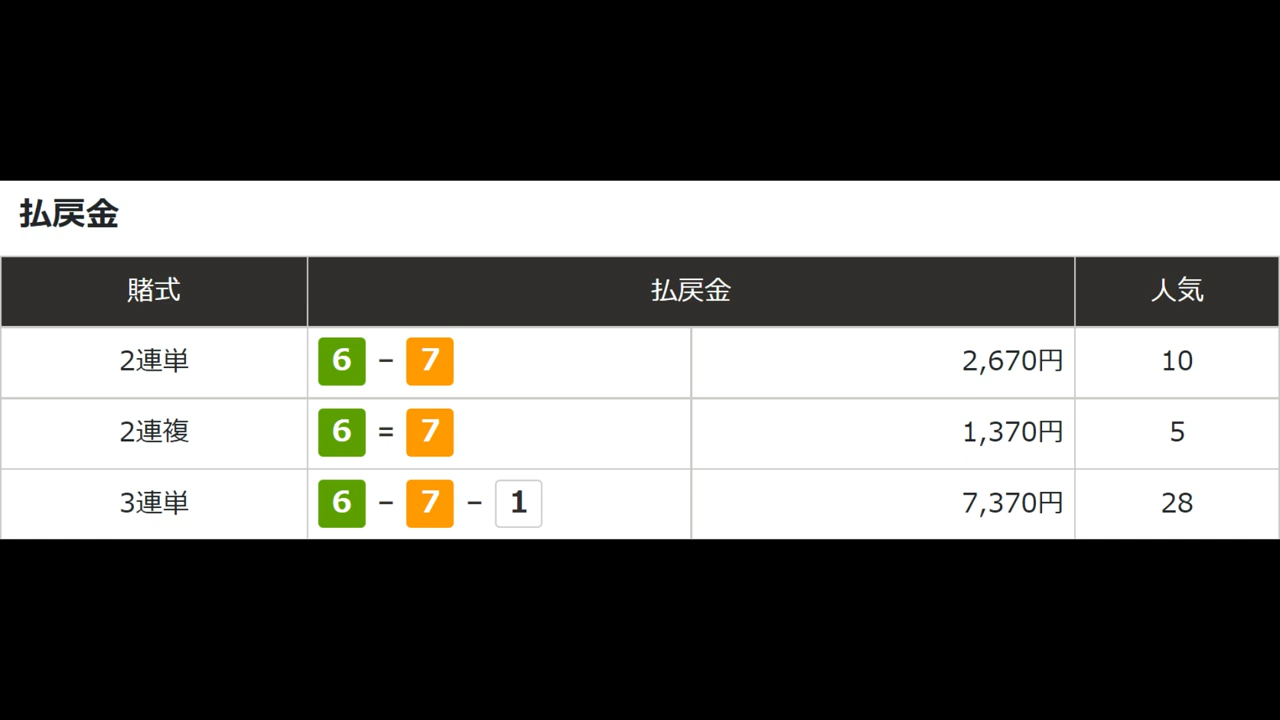 払戻金
賭式 払戻金 人気
2連単 6 - 7 2,670円 10
2連複 6 = 7 1,370円 5
3連単 6 - 7 - 1 7,370円 28